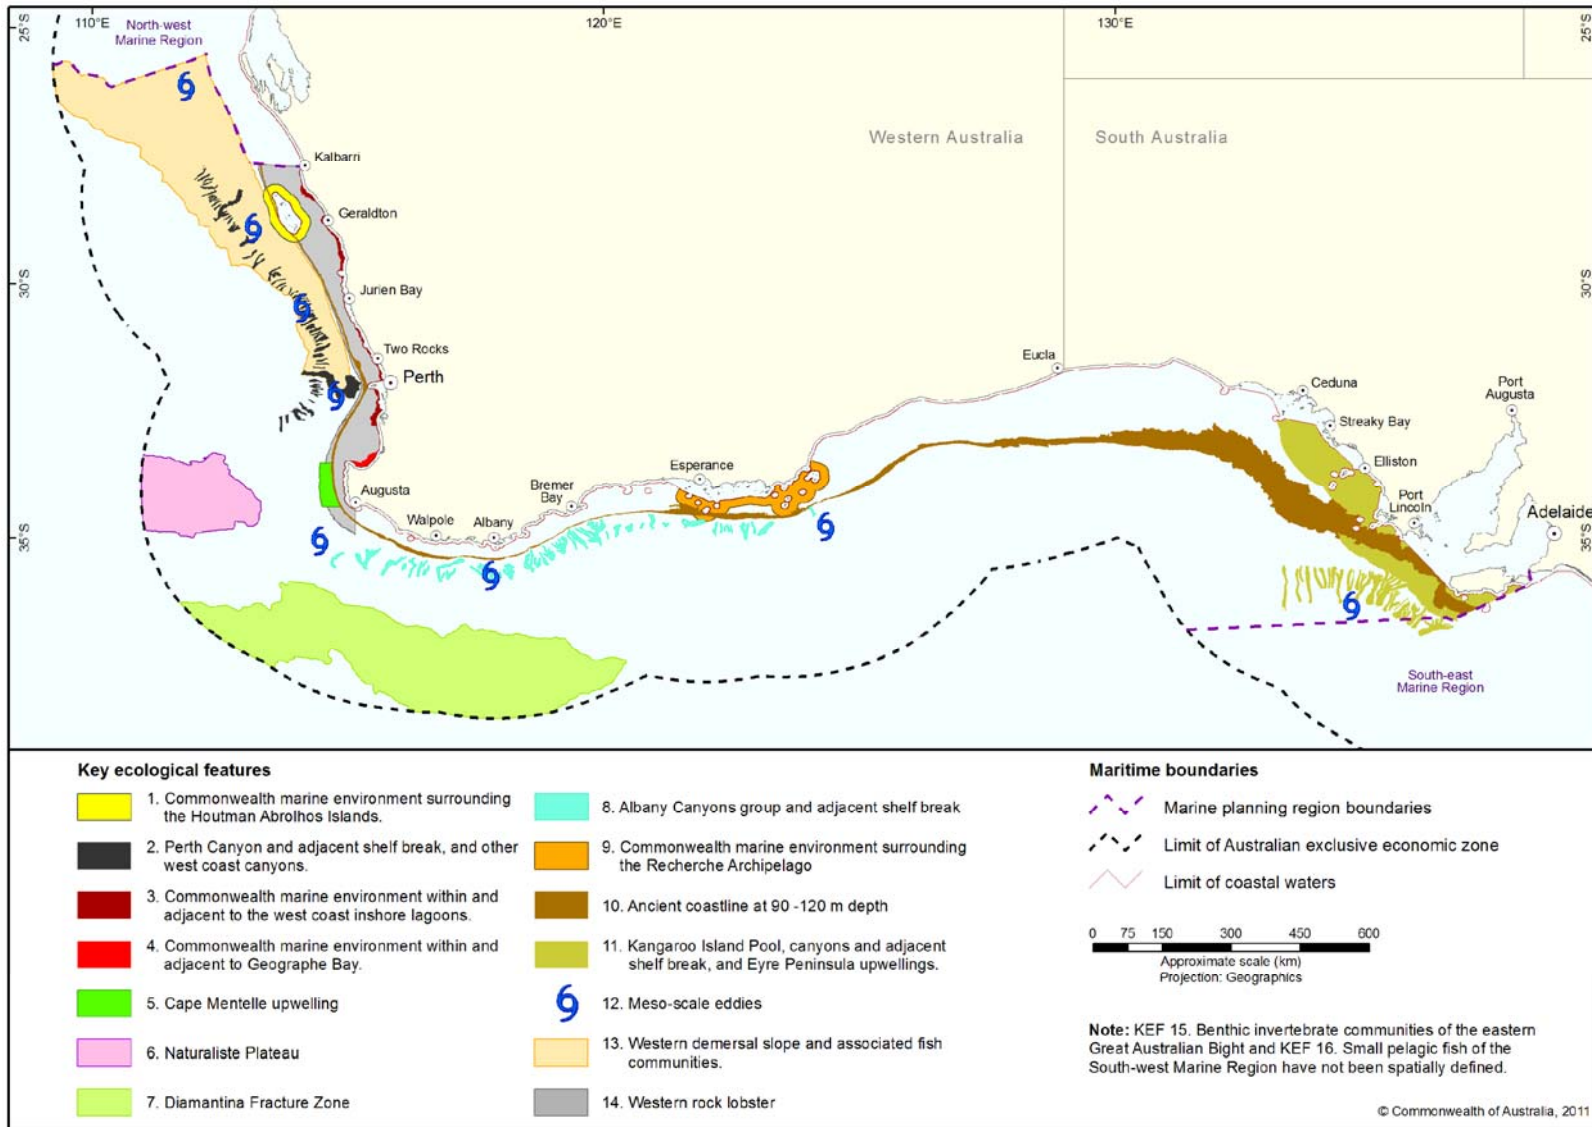 110°E
120°E
130°E
25°S
25°S
North-west
Marine Region
Western Australia
South Australia
Kalbarri
Geraldton
30°S
30°S
Jurien Bay
Two Rocks
Perth
Eucla
Ceduna
Port
Augusta
Streaky Bay
Elliston
Esperance
Bremer
Bay
Augusta
Walpole
Albany
Port
Lincoln
Adelaide
35°S
35°S
South-east
Marine Region
Key ecological features
1. Commonwealth marine environment surrounding
the Houtman Abrolhos Islands.
2. Perth Canyon and adjacent shelf break, and other
west coast canyons.
3. Commonwealth marine environment within and
adjacent to the west coast inshore lagoons.
4. Commonwealth marine environment within and
adjacent to Geographe Bay.
5. Cape Mentelle upwelling
6. Naturaliste Plateau
7. Diamantina Fracture Zone
8. Albany Canyons group and adjacent shelf break
9. Commonwealth marine environment surrounding
the Recherche Archipelago
10. Ancient coastline at 90 -120 m depth
11. Kangaroo Island Pool, canyons and adjacent
shelf break, and Eyre Peninsula upwellings.
12. Meso-scale eddies
13. Western demersal slope and associated fish
communities.
14. Western rock lobster
Maritime boundaries
Marine planning region boundaries
Limit of Australian exclusive economic zone
Limit of coastal waters
0 75 150 300 450 600
Approximate scale (km)
Projection: Geographics
Note: KEF 15. Benthic invertebrate communities of the eastern
Great Australian Bight and KEF 16. Small pelagic fish of the
South-west Marine Region have not been spatially defined.
© Commonwealth of Australia, 2011